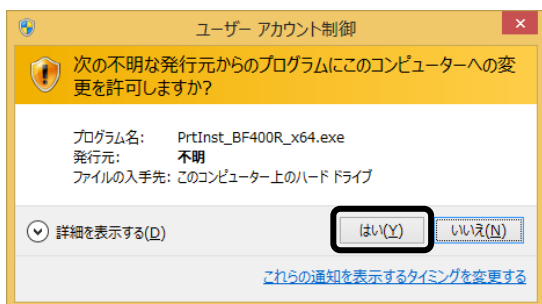 ユーザー アカウント制御
次の不明な発行元からのプログラムにこのコンピューターへの変
更を許可しますか?
プログラム名: PrtInst_BF400R_x64.exe
発行元: 不明
ファイルの入手先: このコンピューター上のハード ドライブ
詳細を表示する(D) はい(Y) いいえ(N)
これらの通知を表示するタイミングを変更する